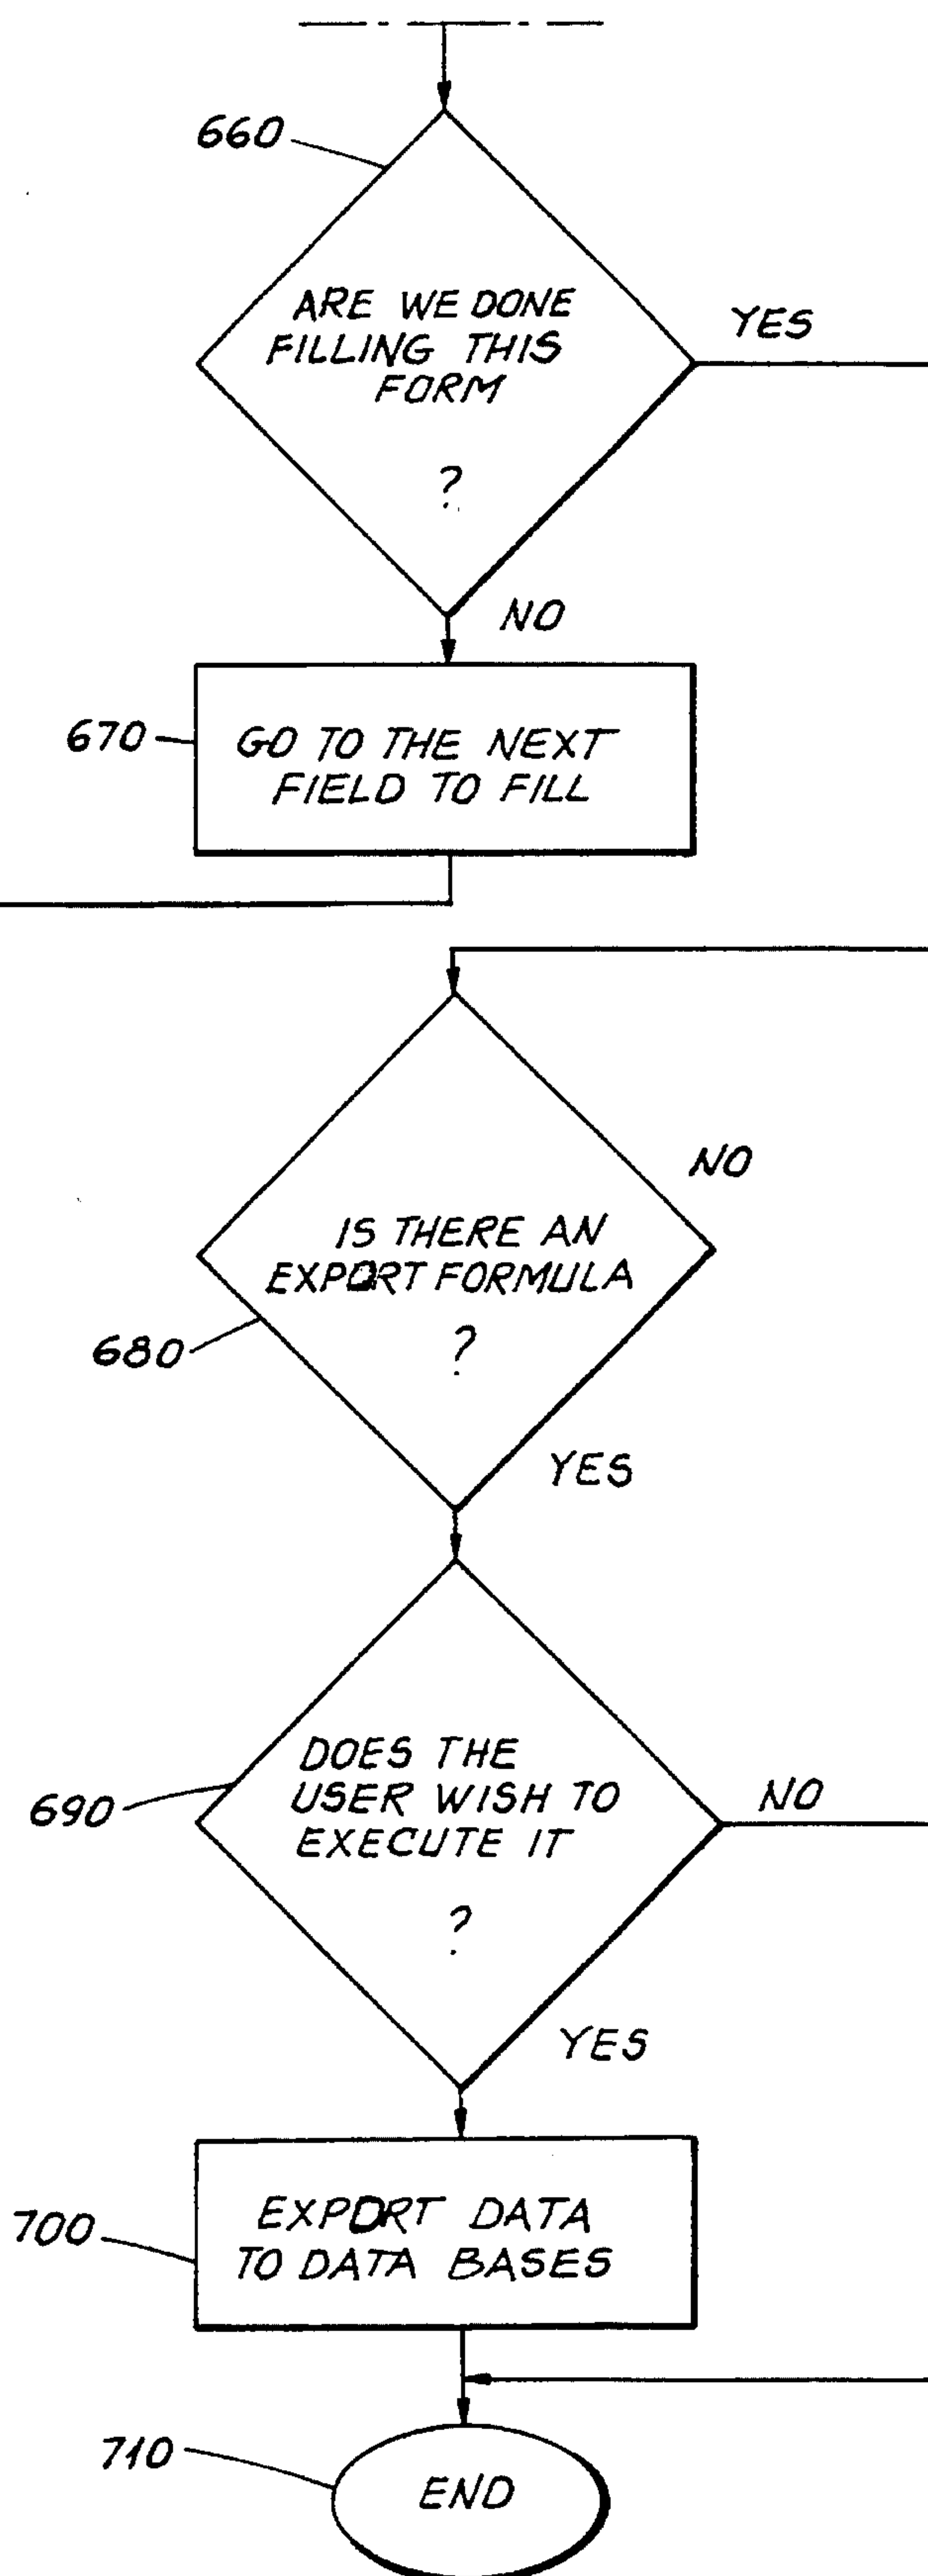 660
ARE WE DONE
FILLING THIS
FORM
?
YES
NO
670
GO TO THE NEXT
FIELD TO FILL
NO
IS THERE AN
EXPORT FORMULA
?
680
YES
DOES THE
USER WISH TO
EXECUTE IT
?
690
NO
YES
700
EXPORT DATA
TO DATA BASES
710
END